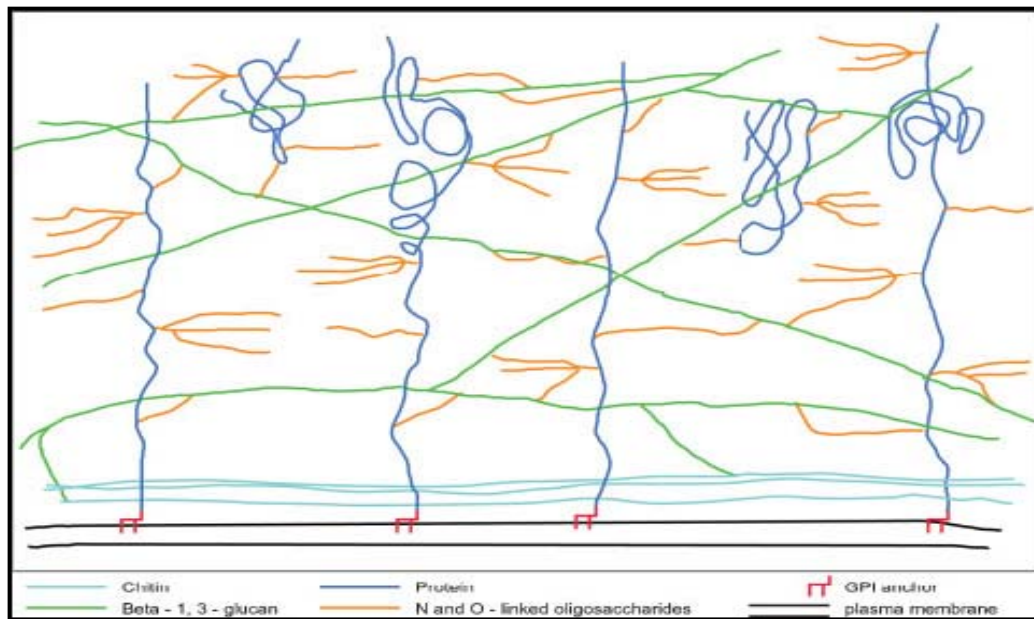 Chitin Protein GPI anchor
Beta - 1, 3 - glucan N and O - linked oligosaccharides plasma membrane